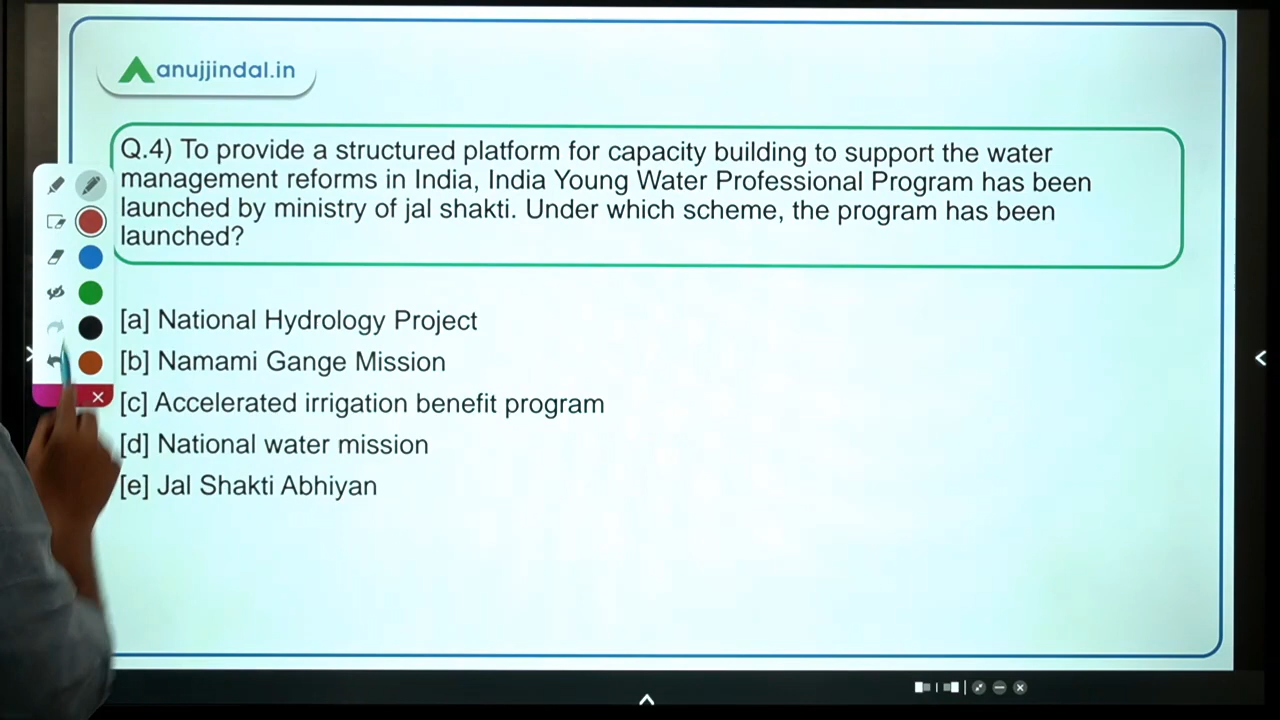 anujjindal.in
Q.4) To provide a structured platform for capacity building to support the water
management reforms in India, India Young Water Professional Program has been
launched by ministry of jal shakti. Under which scheme, the program has been
launched?
[a] National Hydrology Project
[b] Namami Gange Mission
[c] Accelerated irrigation benefit program
[d] National water mission
[e] Jal Shakti Abhiyan